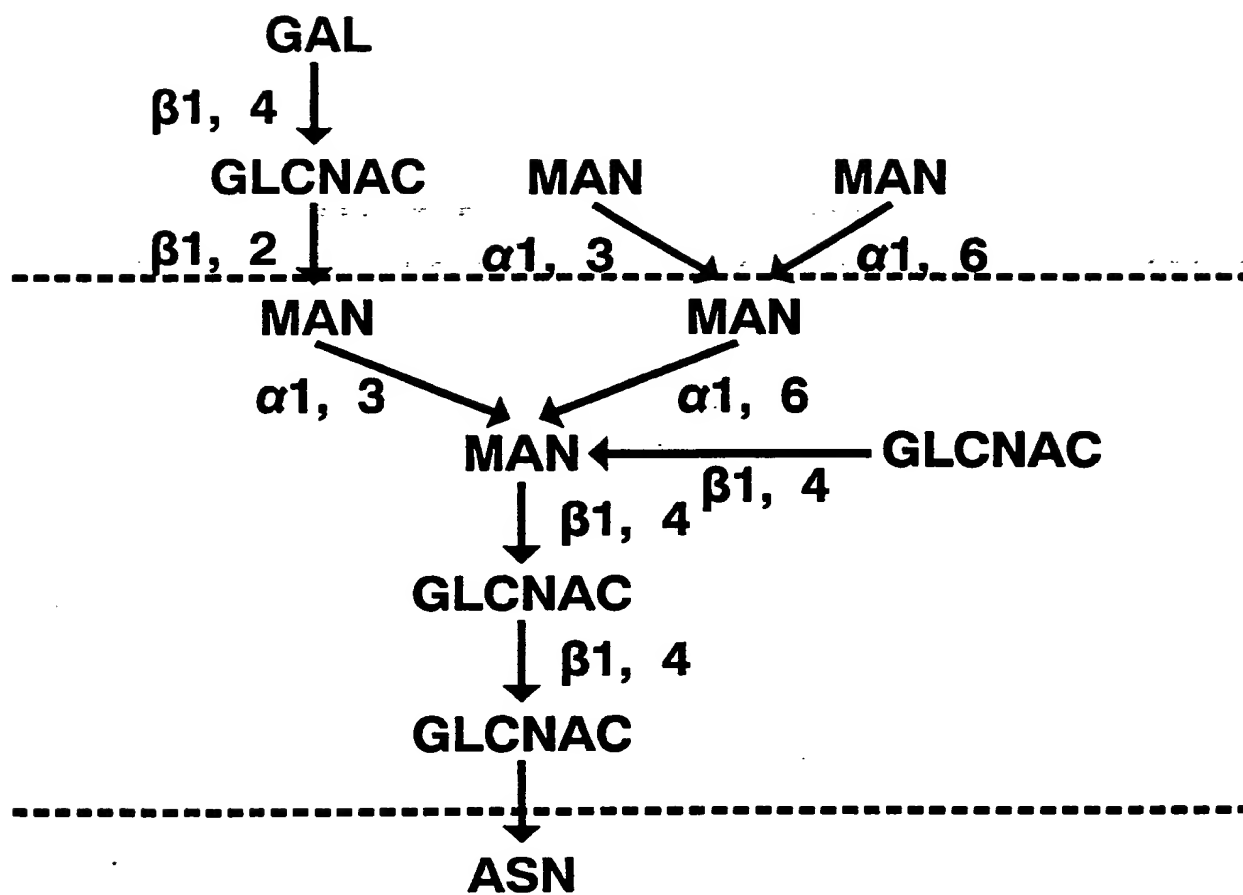 GAL
β1, 4
GLCNAC MAN MAN
β1, 2 α1, 3 α1, 6
MAN MAN
α1, 3 α1, 6
MAN GLCNAC
β1, 4 β1, 4
GLCNAC
β1, 4
GLCNAC
ASN